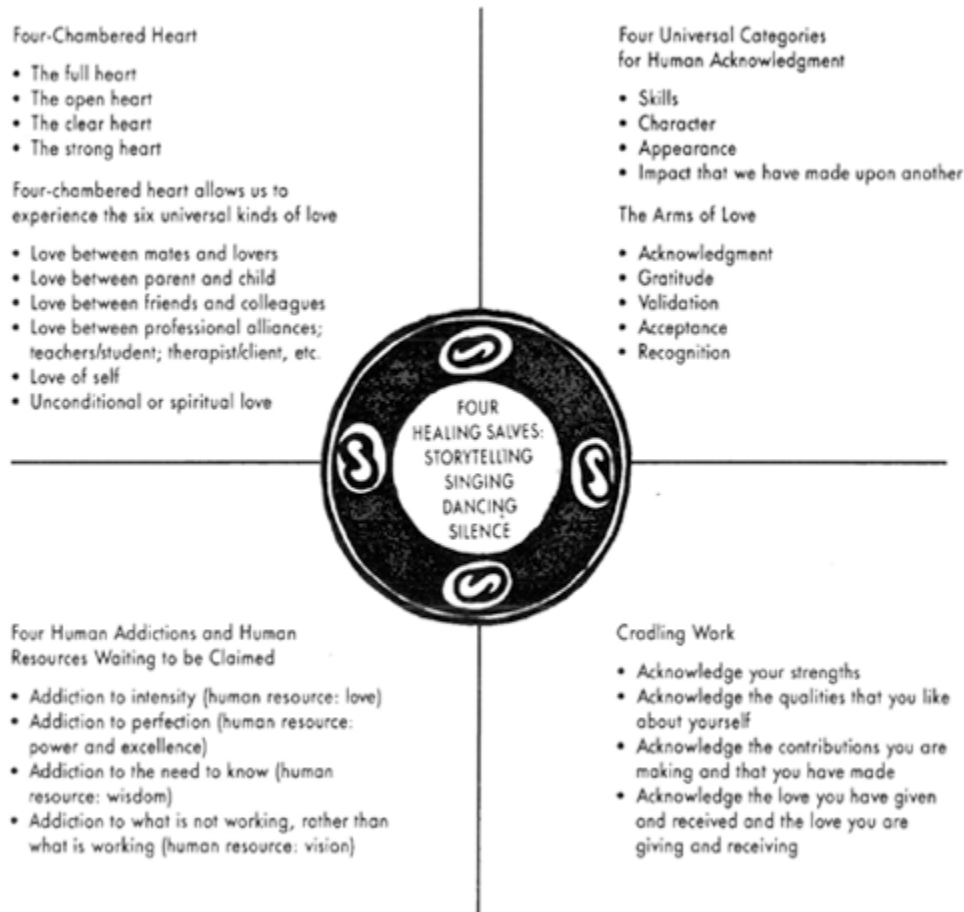 Four-Chambered Heart
• The full heart
• The open heart
• The clear heart
• The strong heart
Four-chambered heart allows us to
experience the six universal kinds of love
• Love between mates and lovers
• Love between parent and child
• Love between friends and colleagues
• Love between professional alliances;
teachers/student; therapist/client, etc.
• Love of self
• Unconditional or spiritual love
Four Universal Categories
for Human Acknowledgment
• Skills
• Character
• Appearance
• Impact that we have made upon another
The Arms of Love
• Acknowledgment
• Gratitude
• Validation
• Acceptance
• Recognition
FOUR
HEALING SALVES:
STORYTELLING
SINGING
DANCING
SILENCE
Four Human Addictions and Human
Resources Waiting to be Claimed
• Addiction to intensity (human resource: love)
• Addiction to perfection (human resource:
power and excellence)
• Addiction to the need to know (human
resource: wisdom)
• Addiction to what is not working, rather than
what is working (human resource: vision)
Cradling Work
• Acknowledge your strengths
• Acknowledge the qualities that you like
about yourself
• Acknowledge the contributions you are
making and that you have made
• Acknowledge the love you have given
and received and the love you are
giving and receiving